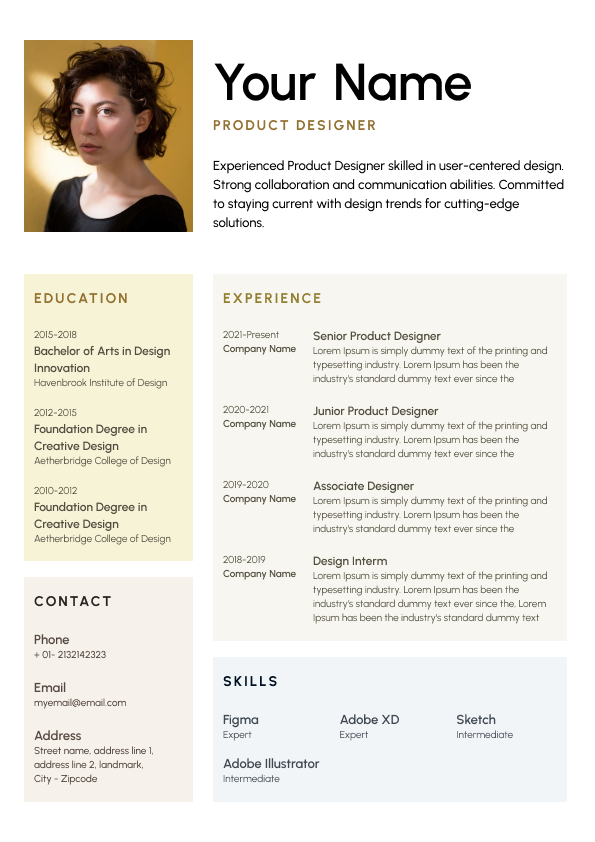 Your Name
PRODUCT DESIGNER
Experienced Product Designer skilled in user-centered design.
Strong collaboration and communication abilities. Committed
to staying current with design trends for cutting-edge
solutions.
EDUCATION
2015-2018
Bachelor of Arts in Design
Innovation
Havenbrook Institute of Design
2012-2015
Foundation Degree in
Creative Design
Aetherbridge College of Design
2010-2012
Foundation Degree in
Creative Design
Aetherbridge College of Design
CONTACT
Phone
+ 01- 2132142323
Email
myemail@email.com
Address
Street name, address line 1,
address line 2, landmark,
City - Zipcode
EXPERIENCE
2021-Present
Company Name
Senior Product Designer
Lorem Ipsum is simply dummy text of the printing and
typesetting industry. Lorem Ipsum has been the
industry's standard dummy text ever since the
2020-2021
Company Name
Junior Product Designer
Lorem Ipsum is simply dummy text of the printing and
typesetting industry. Lorem Ipsum has been the
industry's standard dummy text ever since the
2019-2020
Company Name
Associate Designer
Lorem Ipsum is simply dummy text of the printing and
typesetting industry. Lorem Ipsum has been the
industry's standard dummy text ever since the
2018-2019
Company Name
Design Interm
Lorem Ipsum is simply dummy text of the printing and
typesetting industry. Lorem Ipsum has been the
industry's standard dummy text ever since the, Lorem
Ipsum has been the industry's standard dummy text
SKILLS
Figma
Expert
Adobe XD
Expert
Sketch
Intermediate
Adobe Illustrator
Intermediate